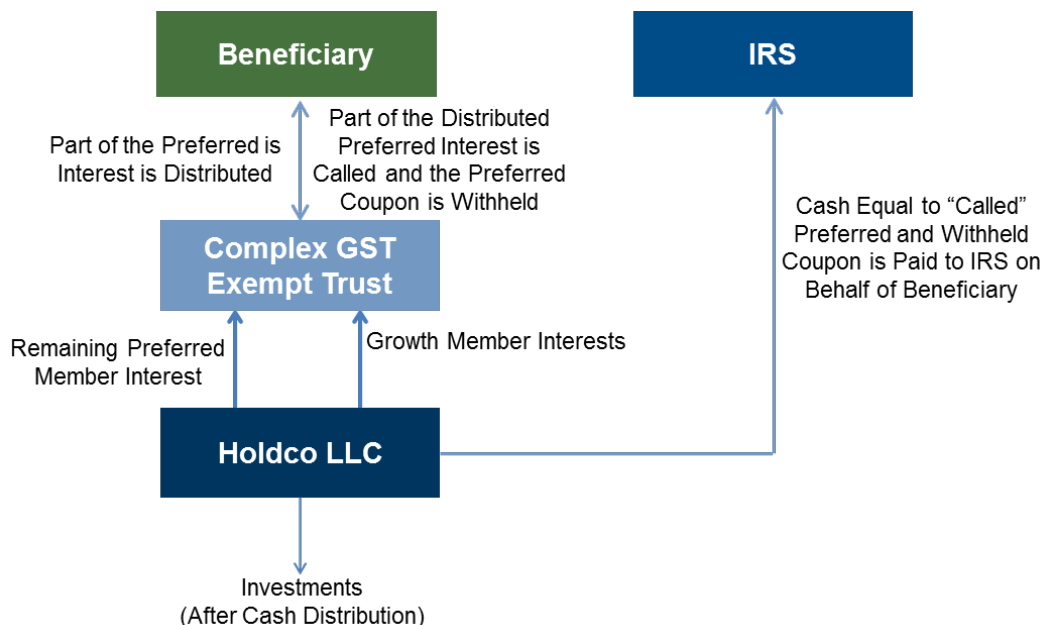 Beneficiary
IRS
Part of the Preferred is
Interest is Distributed
Part of the Distributed
Preferred Interest is
Called and the Preferred
Coupon is Withheld
Cash Equal to “Called”
Preferred and Withheld
Coupon is Paid to IRS on
Behalf of Beneficiary
Complex GST
Exempt Trust
Remaining Preferred
Member Interest
Growth Member Interests
Holdco LLC
Investments
(After Cash Distribution)